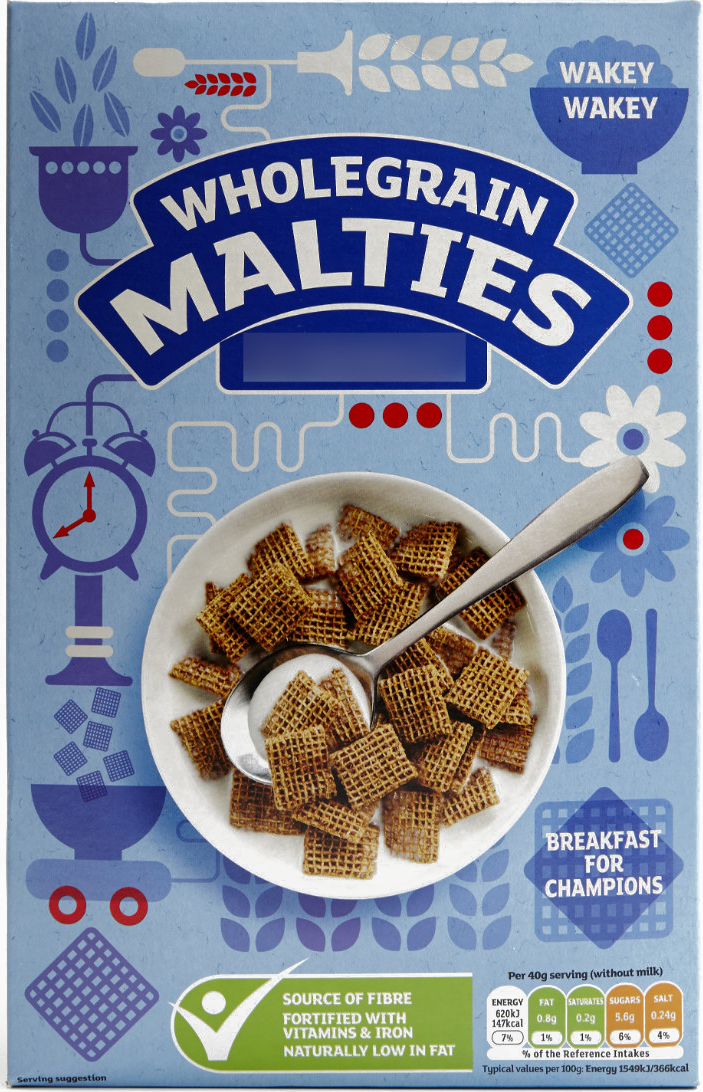 WAKEY
WAKEY
WHOLEGRAIN
MALTIES
BREAKFAST
FOR
CHAMPIONS
SOURCE OF FIBRE
FORTIFIED WITH
VITAMINS & IRON
NATURALLY LOW IN FAT
Per 40g serving (without milk)
ENERGY FAT SATURATES SUGARS SALT
620kJ
147kcal 0.8g 0.2g 5.6g 0.24g
7% 1% 1% 6% 4%
% of the Reference Intakes
Typical values per 100g: Energy 1549kJ/366kcal
Serving suggestion